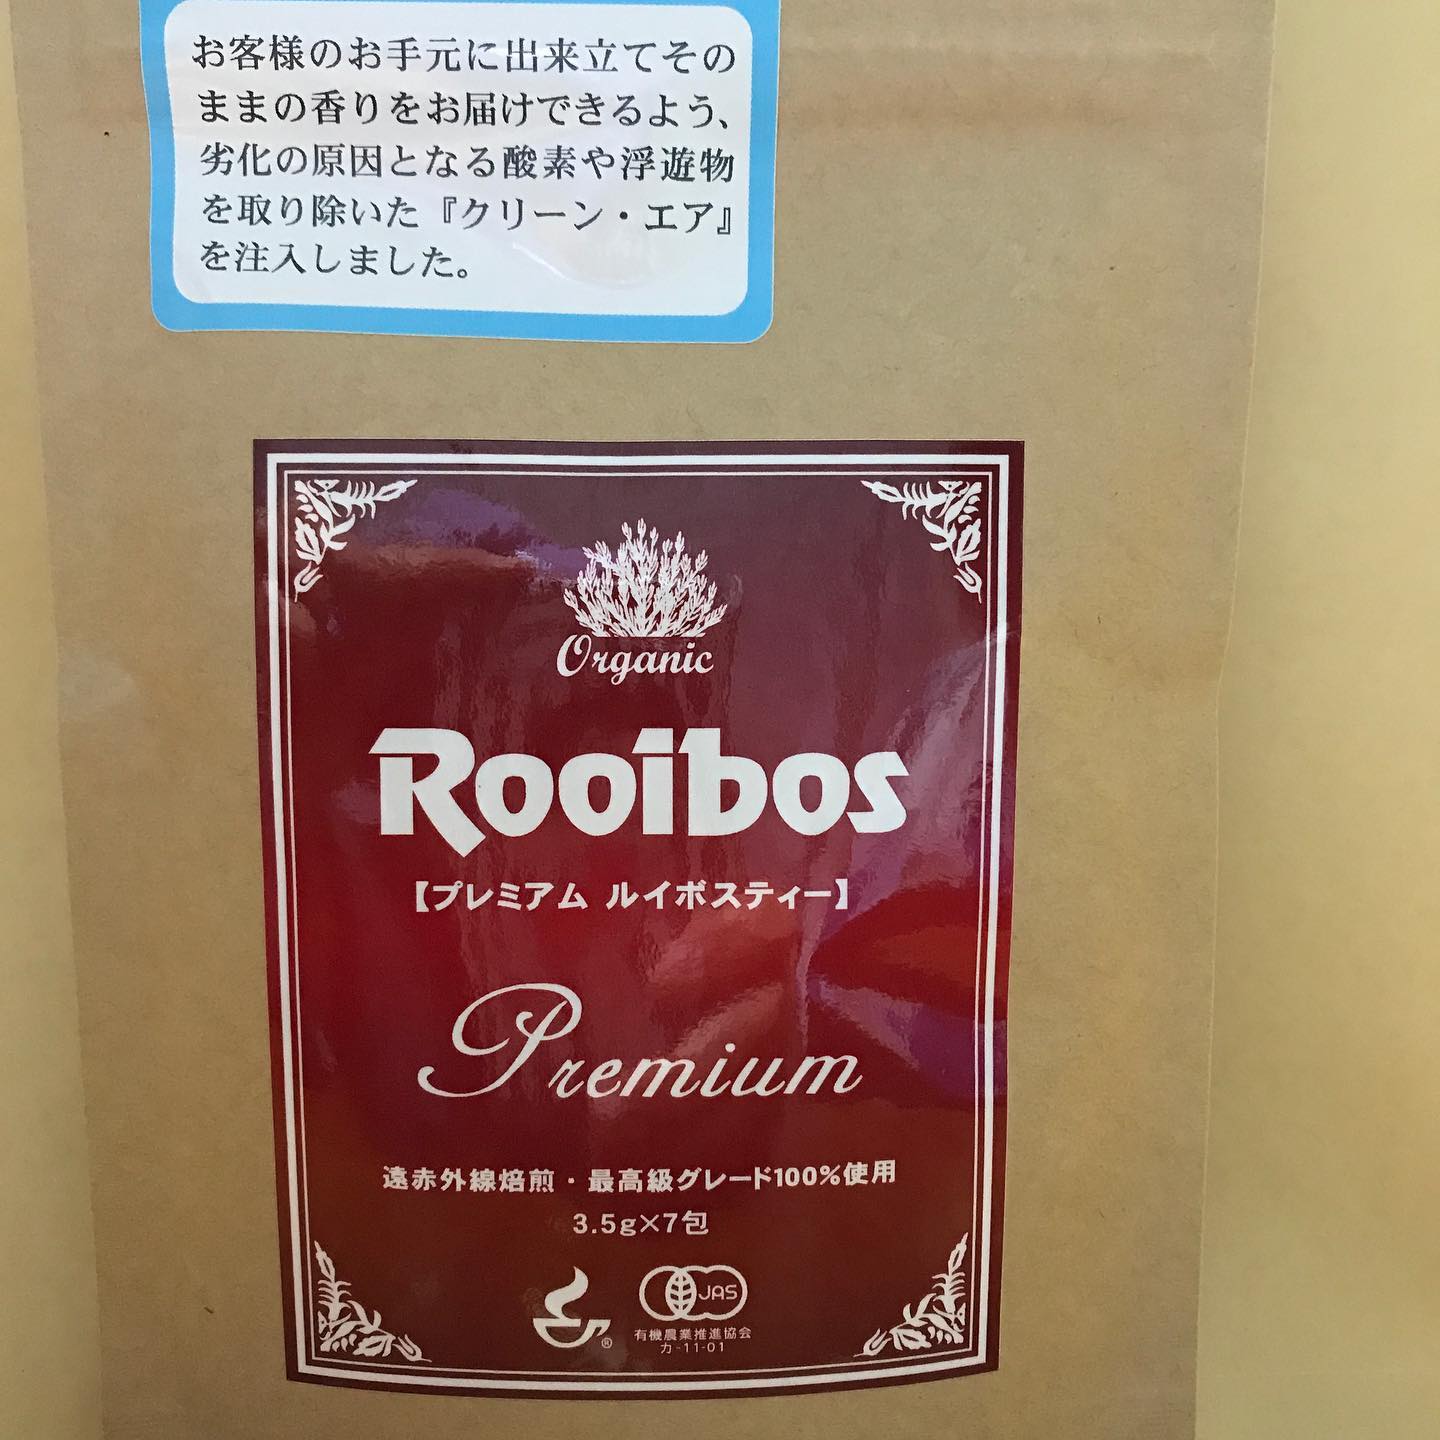 お客様のお手元に出来立てその
ままの香りをお届けできるよう、
劣化の原因となる酸素や浮遊物
を取り除いた『クリーン・エア』
を注入しました。
Organic
Rooibos
【プレミアム ルイボスティー】
Premium
遠赤外線焙煎・最高級グレード100%使用
3.5g×7包
®
JAS
有機農業推進協会
カ-11-01